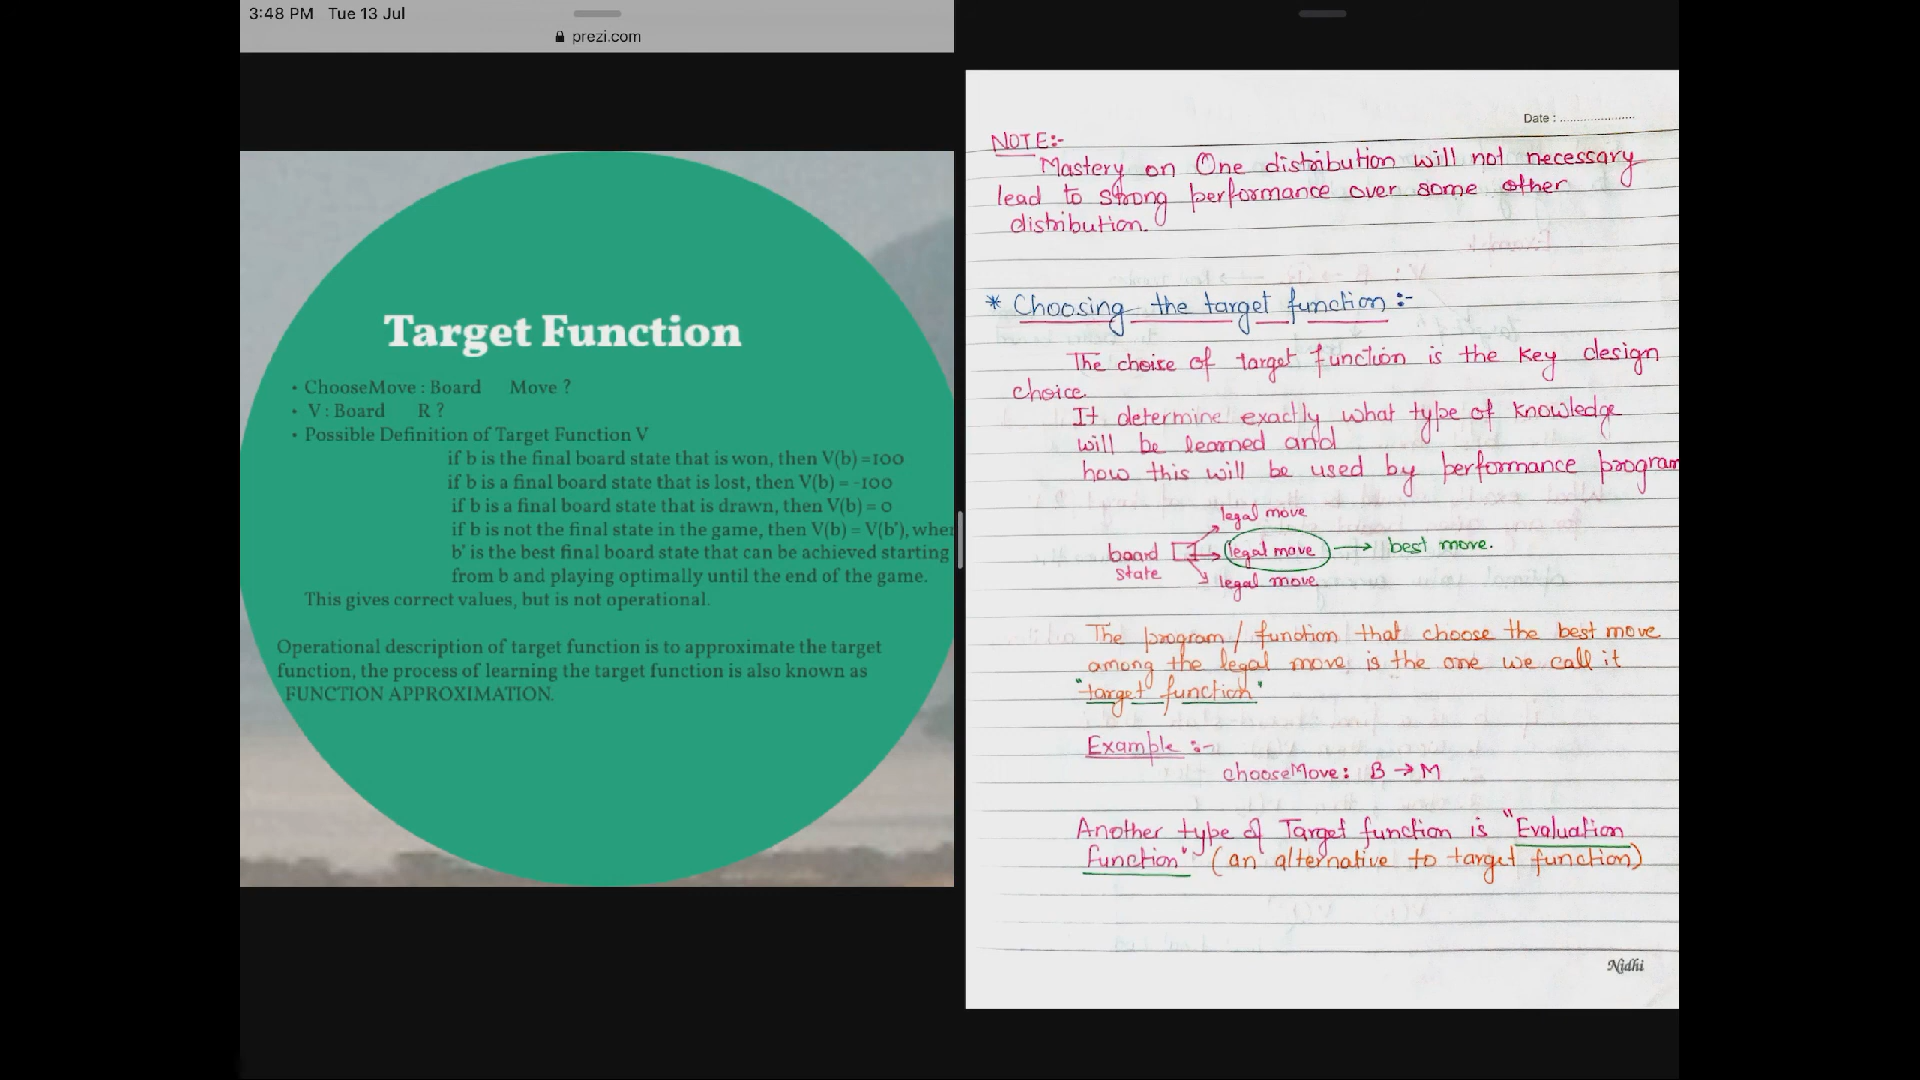 3:48 PM Tue 13 Jul
prezi.com
Target Function
• ChooseMove : Board Move ?
• V : Board R ?
• Possible Definition of Target Function V
if b is the final board state that is won, then V(b) =100
if b is a final board state that is lost, then V(b) = -100
if b is a final board state that is drawn, then V(b) = 0
if b is not the final state in the game, then V(b) = V(b'), wher
b' is the best final board state that can be achieved starting
from b and playing optimally until the end of the game.
This gives correct values, but is not operational.
Operational description of target function is to approximate the target
function, the process of learning the target function is also known as
FUNCTION APPROXIMATION.
Date : ........................
NOTE:-
Mastery on One distribution will not necessary
lead to strong performance over some other
distribution.
* Choosing the target function :-
The choise of target function is the key design
choice.
It determine exactly what type of knowledge
will be learned and
how this will be used by performance program
legal move
board legal move → best move.
state legal move
The program / function that choose the best move
among the legal move is the one we call it
"target function"
Example :-
chooseMove: B → M
Another type of Target function is "Evaluation
function" (an alternative to target function)
Nidhi